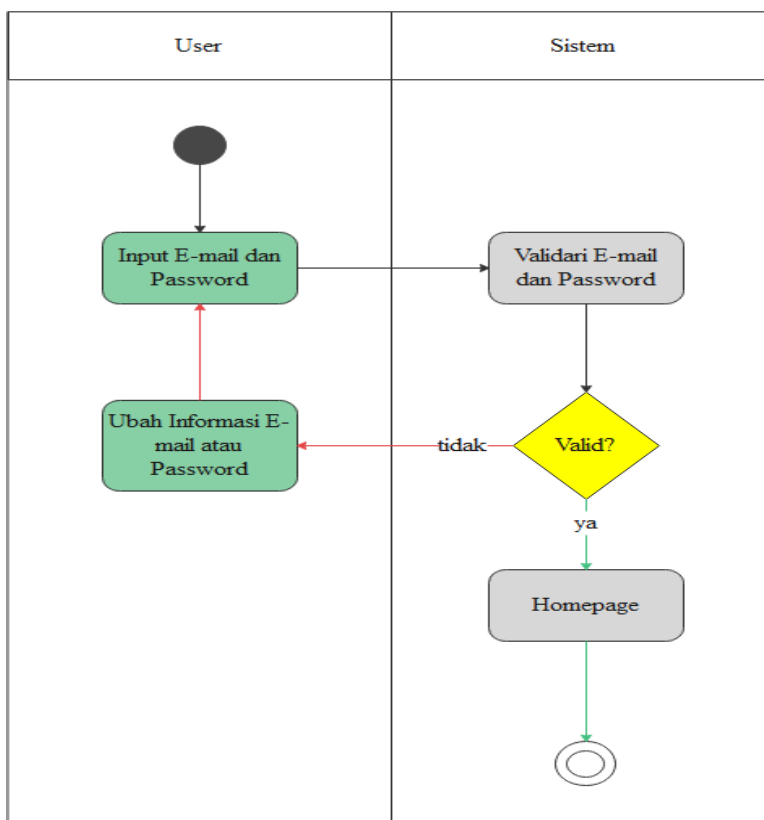 User
Sistem
Input E-mail dan
Password
Validari E-mail
dan Password
Ubah Informasi E-
mail atau
Password
tidak
Valid?
ya
Homepage